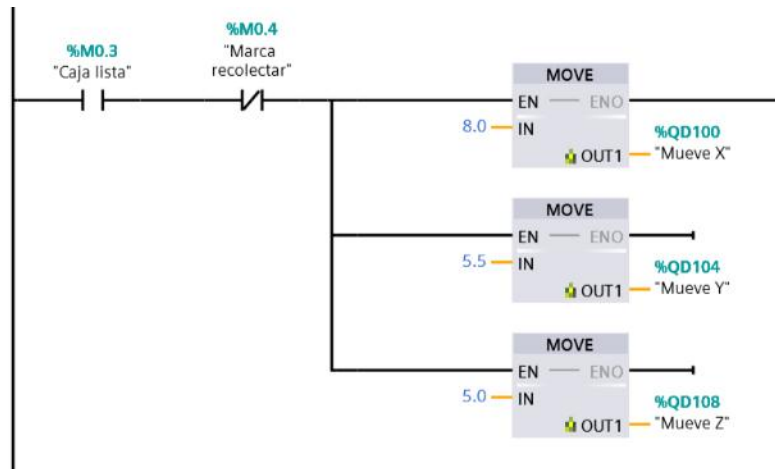 %M0.3
"Caja lista"
%M0.4
"Marca
recolectar"
MOVE
EN ENO
8.0 IN
%QD100
OUT1 "Mueve X"
MOVE
EN ENO
5.5 IN
%QD104
OUT1 "Mueve Y"
MOVE
EN ENO
5.0 IN
%QD108
OUT1 "Mueve Z"